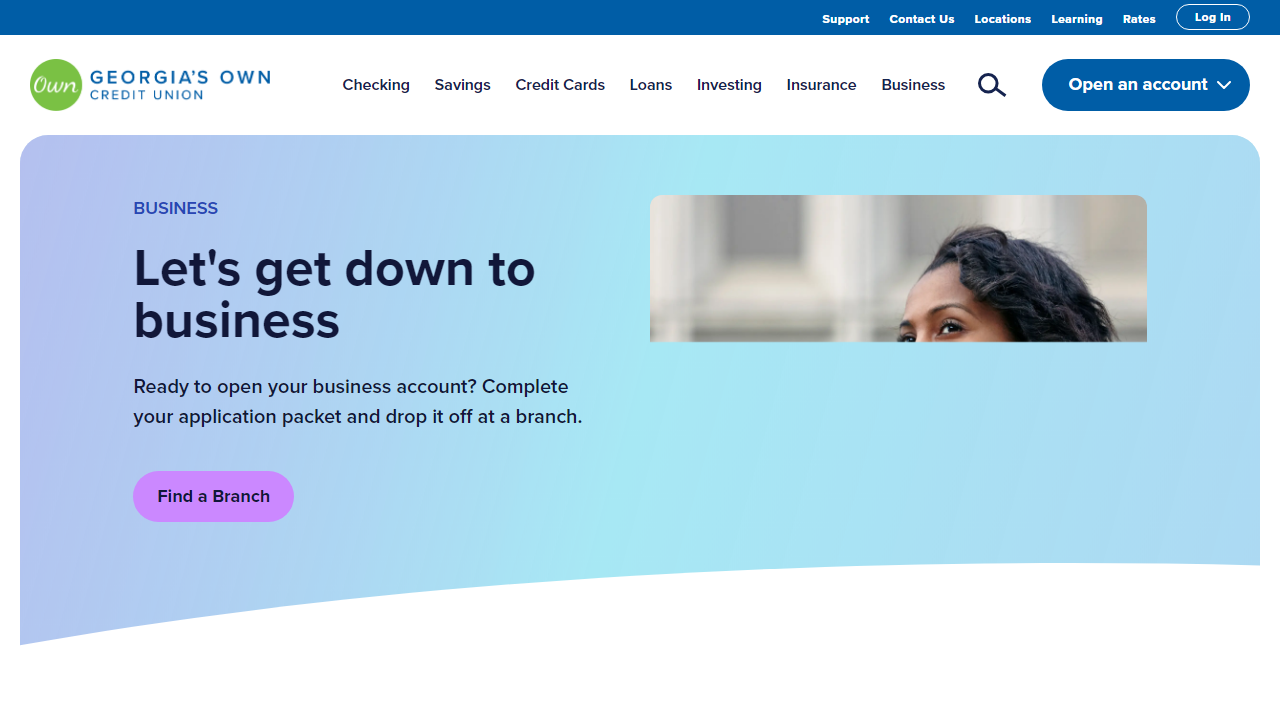 Support Contact Us Locations Learning Rates Log In
Own GEORGIA'S OWN
CREDIT UNION
Checking Savings Credit Cards Loans Investing Insurance Business
Open an account
BUSINESS
Let's get down to
business
Ready to open your business account? Complete
your application packet and drop it off at a branch.
Find a Branch